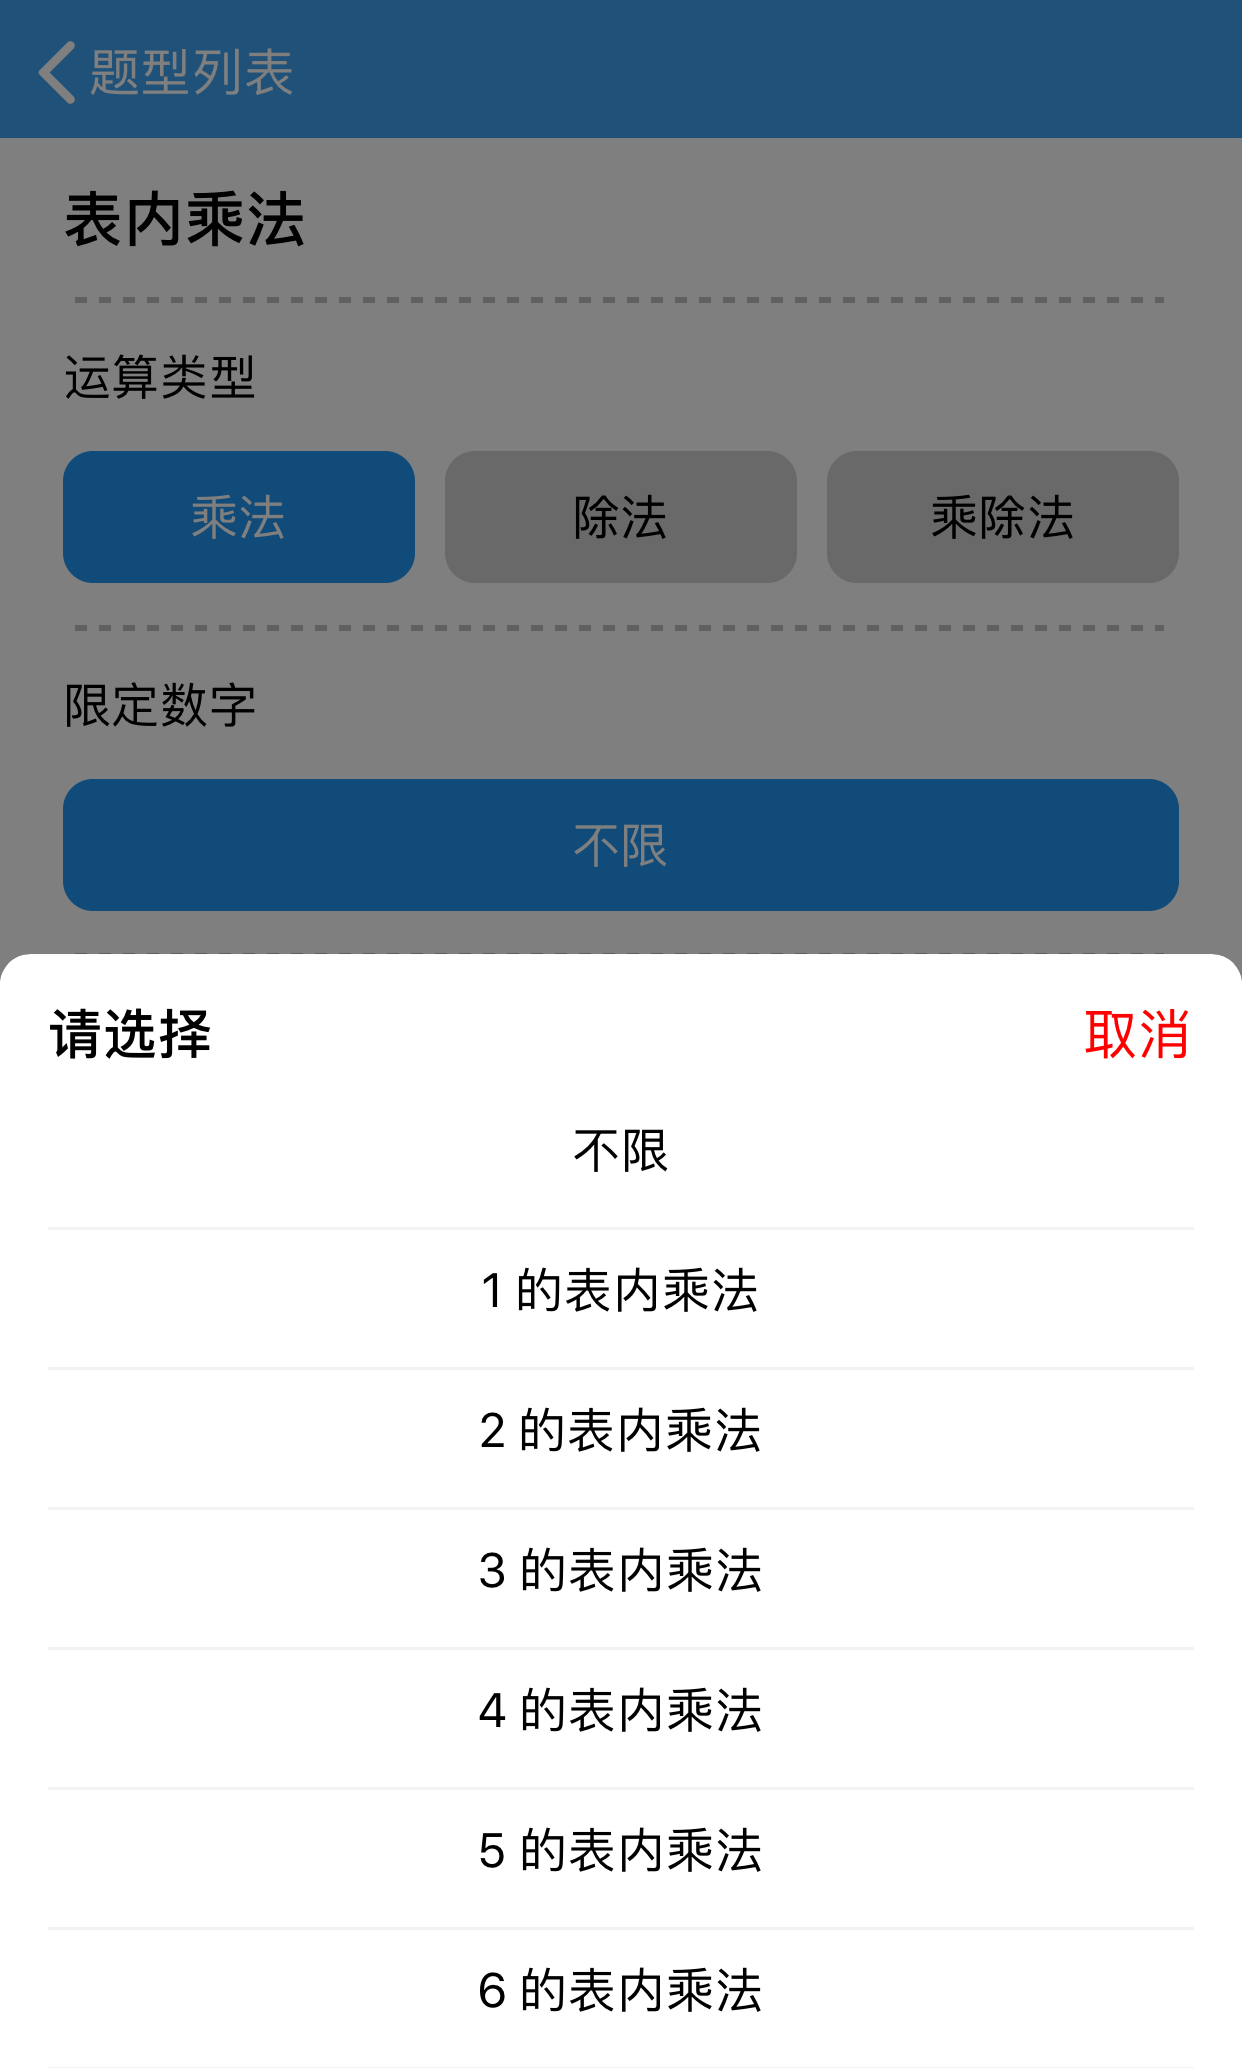 题型列表
表内乘法
运算类型
乘法 除法 乘除法
限定数字
不限
请选择 取消
不限
1 的表内乘法
2 的表内乘法
3 的表内乘法
4 的表内乘法
5 的表内乘法
6 的表内乘法